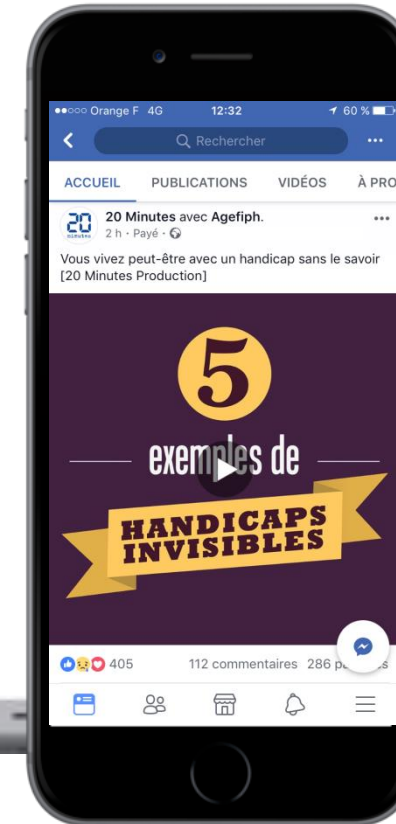 Orange F 4G 12:32 60 %
Rechercher
ACCUEIL PUBLICATIONS VIDÉOS À PRO
20 Minutes avec Agefiph.
2 h · Payé ·
Vous vivez peut-être avec un handicap sans le savoir
[20 Minutes Production]
5
exemples de
HANDICAPS
INVISIBLES
405 112 commentaires 286